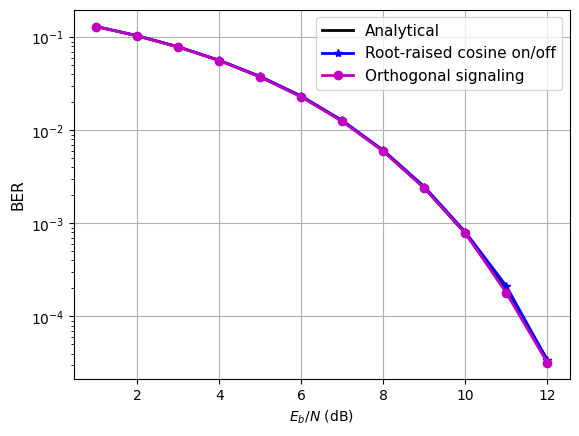 Analytical
Root-raised cosine on/off
Orthogonal signaling
10⁻¹
10⁻²
10⁻³
10⁻⁴
BER
2 4 6 8 10 12
E_b/N (dB)